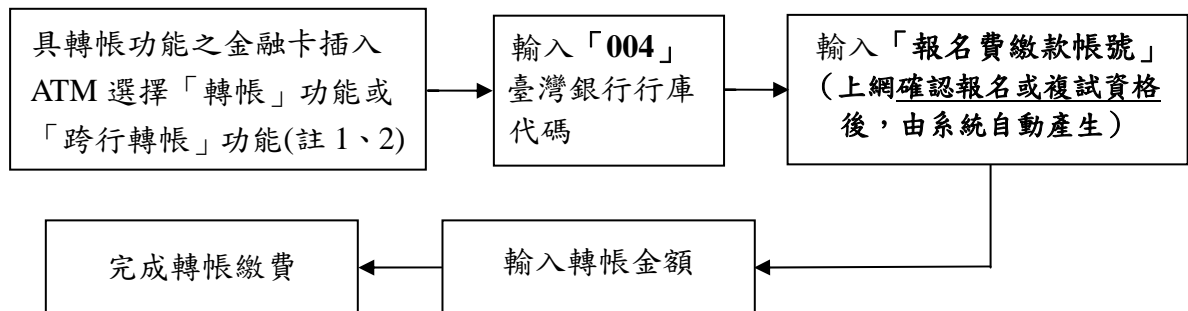 具轉帳功能之金融卡插入
ATM 選擇「轉帳」功能或
「跨行轉帳」功能(註 1、2)
輸入「004」
臺灣銀行行庫
代碼
輸入「報名費繳款帳號」
(上網確認報名或複試資格
後,由系統自動產生)
輸入轉帳金額
完成轉帳繳費